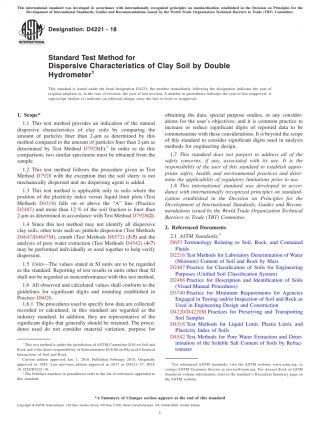 This international standard was developed in accordance with internationally recognized principles on standardization established in the Decision on Principles for the
Development of International Standards, Guides and Recommendations issued by the World Trade Organization Technical Barriers to Trade (TBT) Committee.
Designation: D4221 − 18
INTERNATIONAL
Standard Test Method for
Dispersive Characteristics of Clay Soil by Double
Hydrometer1
This standard is issued under the fixed designation D4221; the number immediately following the designation indicates the year of
original adoption or, in the case of revision, the year of last revision. A number in parentheses indicates the year of last reapproval. A
superscript epsilon (ε) indicates an editorial change since the last revision or reapproval.
1. Scope*
1.1 This test method provides an indication of the natural
dispersive characteristics of clay soils by comparing the
amount of particles finer than 2-µm as determined by this
method compared to the amount of particles finer than 2-µm as
determined by Test Method D7928
In order to do this
comparison, two similar specimens must be obtained from the
sample.
1.2 This test method follows the procedure given in Test
Method D7928 with the exception that the soil slurry is not
mechanically dispersed and no dispersing agent is added.
1.3 This test method is applicable only to soils where the
position of the plasticity index versus liquid limit plots (Test
Methods D4318) falls on or above the "A" line (Practice
D2487) and more than 12 % of the soil fraction is finer than
2-µm as determined in accordance with Test Method D7928
1.4 Since this test method may not identify all dispersive
clay soils, other tests such as, pinhole dispersion (Test Methods
D4647/D4647M), crumb (Test Methods D6572)
and the
analysis of pore water extraction (Test Methods D4542)
may be performed individually or used together to help verify
dispersion.
1.5 Units—The values stated in SI units are to be regarded
as the standard. Reporting of test results in units other than SI
shall not be regarded as nonconformance with this test method.
1.6 All observed and calculated values shall conform to the
guidelines for significant digits and rounding established in
Practice D6026.
1.6.1 The procedures used to specify how data are collected/
recorded or calculated, in this standard are regarded as the
industry standard. In addition, they are representative of the
significant digits that generally should be retained. The procedures
used do not consider material variation, purpose for
obtaining the data, special purpose studies, or any considerations
for the user's objectives; and it is common practice to
increase or reduce significant digits of reported data to be
commensurate with these considerations. It is beyond the scope
of this standard to consider significant digits used in analysis
methods for engineering design.
1.7 This standard does not purport to address all of the
safety concerns, if any, associated with its use. It is the
responsibility of the user of this standard to establish appropriate
safety, health, and environmental practices and determine
the applicability of regulatory limitations prior to use.
1.8 This international standard was developed in accordance
with internationally recognized principles on standardization
established in the Decision on Principles for the
Development of International Standards, Guides and Recommendations
issued by the World Trade Organization Technical
Barriers to Trade (TBT) Committee.
2. Referenced Documents
2.1 ASTM Standards:
D653 Terminology Relating to Soil, Rock, and Contained
Fluids
D2216 Test Methods for Laboratory Determination of Water
(Moisture) Content of Soil and Rock by Mass
D2487 Practice for Classification of Soils for Engineering
Purposes (Unified Soil Classification System)
D2488 Practice for Description and Identification of Soils
(Visual-Manual Procedures)
D3740 Practice for Minimum Requirements for Agencies
Engaged in Testing and/or Inspection of Soil and Rock as
Used in Engineering Design and Construction
D4220/D4220M Practices for Preserving and Transporting
Soil Samples
D4318 Test Methods for Liquid Limit, Plastic Limit, and
Plasticity Index of Soils
D4542 Test Methods for Pore Water Extraction and Determination
of the Soluble Salt Content of Soils by Refractometer
1 This test method is under the jurisdiction of ASTM Committee D18 on Soil and
Rock and is the direct responsibility of Subcommittee
on Physical-Chemical
Interactions of Soil and Rock.
Current edition approved
2018. Published February 2018. Originally
approved in
Last previous edition approved in 2017 as D4221 – 17. DOI:
10.1520/D4221-18.
The boldface numbers in parentheses refer to the list of references appended to
this standard.
For referenced ASTM standards, visit the ASTM website, www.astm.org, or
contact ASTM Customer Service at service@astm.org. For Annual Book of ASTM
Standards volume information, refer to the standard's Document Summary page on
the ASTM website.
*A Summary of Changes section appears at the end of this standard
Copyright © ASTM International, 100 Barr Harbor Drive, PO Box C700, West Conshohocken, PA 19428-2959. United States
1